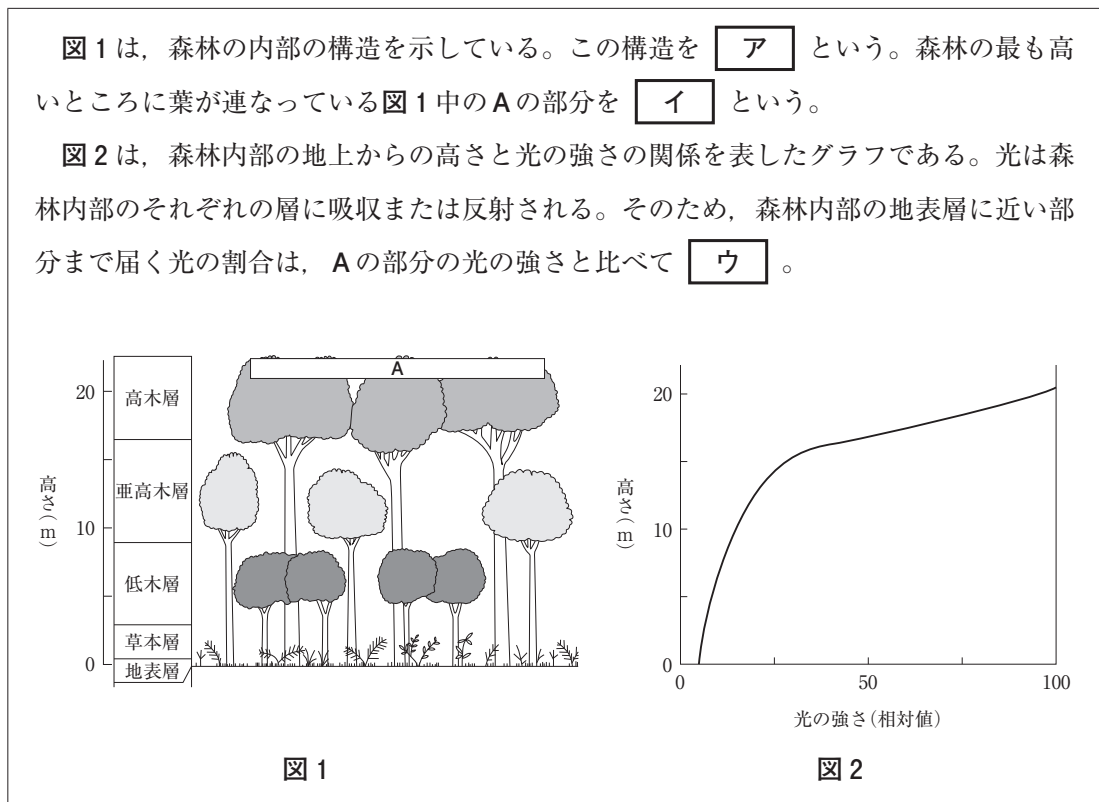 図1は，森林の内部の構造を示している。この構造を ア という。森林の最も高
いところに葉が連なっている図1中のAの部分を イ という。
図2は，森林内部の地上からの高さと光の強さの関係を表したグラフである。光は森
林内部のそれぞれの層に吸収または反射される。そのため，森林内部の地表層に近い部
分まで届く光の割合は，Aの部分の光の強さと比べて ウ 。
高さ(m)
20
10
0
高木層
亜高木層
低木層
草本層
地表層
A
図1
高さ(m)
20
10
0
0 50 100
光の強さ(相対値)
図2